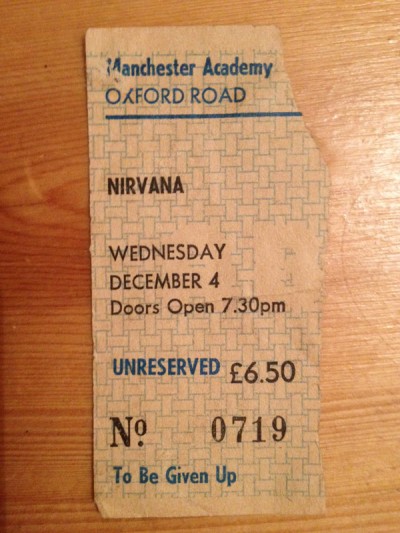 Manchester Academy
OXFORD ROAD
NIRVANA
WEDNESDAY
DECEMBER 4
Doors Open 7.30pm
UNRESERVED £6.50
Nº 0719
To Be Given Up